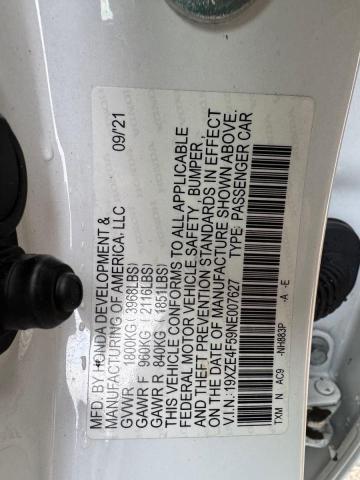 MFD. BY HONDA DEVELOPMENT & 09/'21
MANUFACTURING OF AMERICA, LLC
GVWR 1800KG( 3968LBS)
GAWR F 960KG( 2116LBS)
GAWR R 840KG( 1851LBS)
THIS VEHICLE CONFORMS TO ALL APPLICABLE
FEDERAL MOTOR VEHICLE SAFETY, BUMPER,
AND THEFT PREVENTION STANDARDS IN EFFECT
ON THE DATE OF MANUFACTURE SHOWN ABOVE.
V.I.N.: 19XZE4F59NE007627 TYPE: PASSENGER CAR
TXM N AC9 -NH883P -A -E